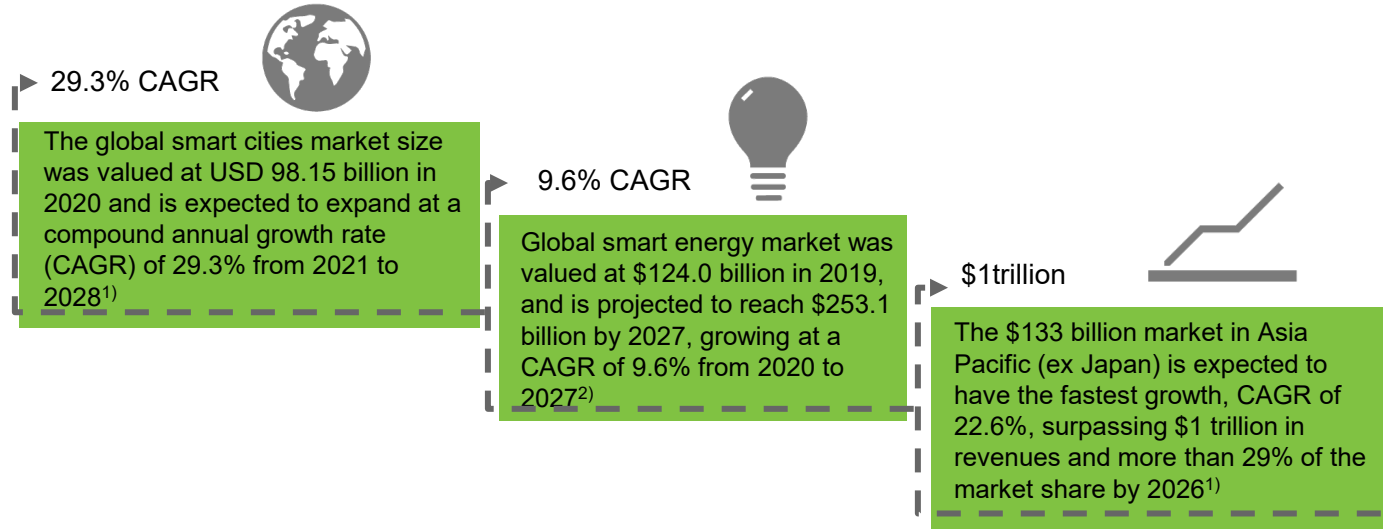 29.3% CAGR
The global smart cities market size
was valued at USD 98.15 billion in
2020 and is expected to expand at a
compound annual growth rate
(CAGR) of 29.3% from 2021 to
2028¹⁾
9.6% CAGR
Global smart energy market was
valued at $124.0 billion in 2019,
and is projected to reach $253.1
billion by 2027, growing at a
CAGR of 9.6% from 2020 to
2027²⁾
$1trillion
The $133 billion market in Asia
Pacific (ex Japan) is expected to
have the fastest growth, CAGR of
22.6%, surpassing $1 trillion in
revenues and more than 29% of the
market share by 2026¹⁾